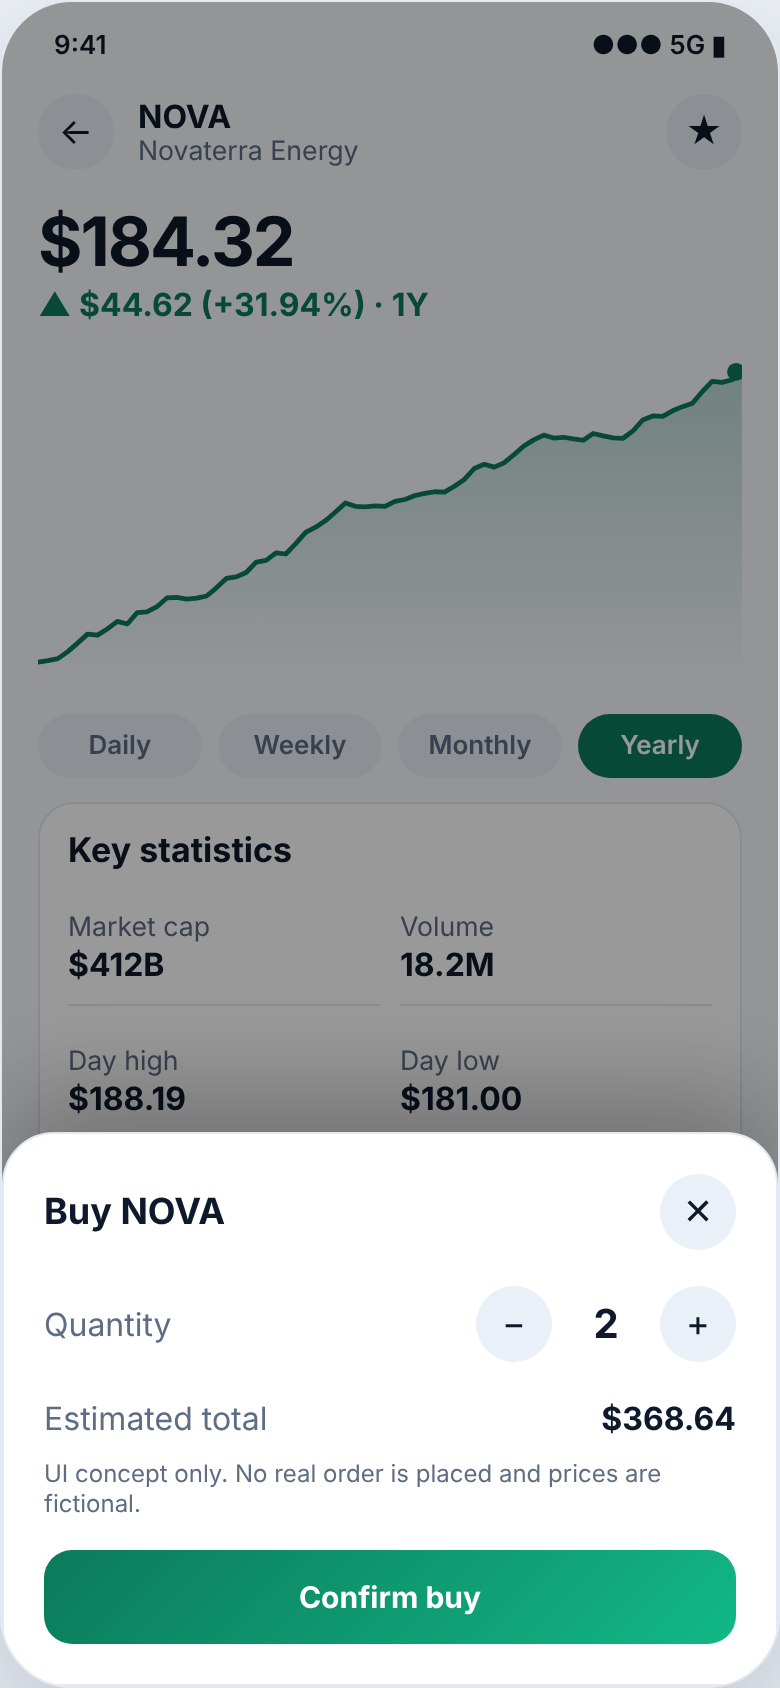 9:41
●●● 5G ▮
←
NOVA
Novaterra Energy
★
$184.32
▲ $44.62 (+31.94%) · 1Y
Daily Weekly Monthly Yearly
Key statistics
Market cap Volume
$412B 18.2M
Day high Day low
$188.19 $181.00
Buy NOVA ✕
Quantity − 2 +
Estimated total $368.64
UI concept only. No real order is placed and prices are
fictional.
Confirm buy